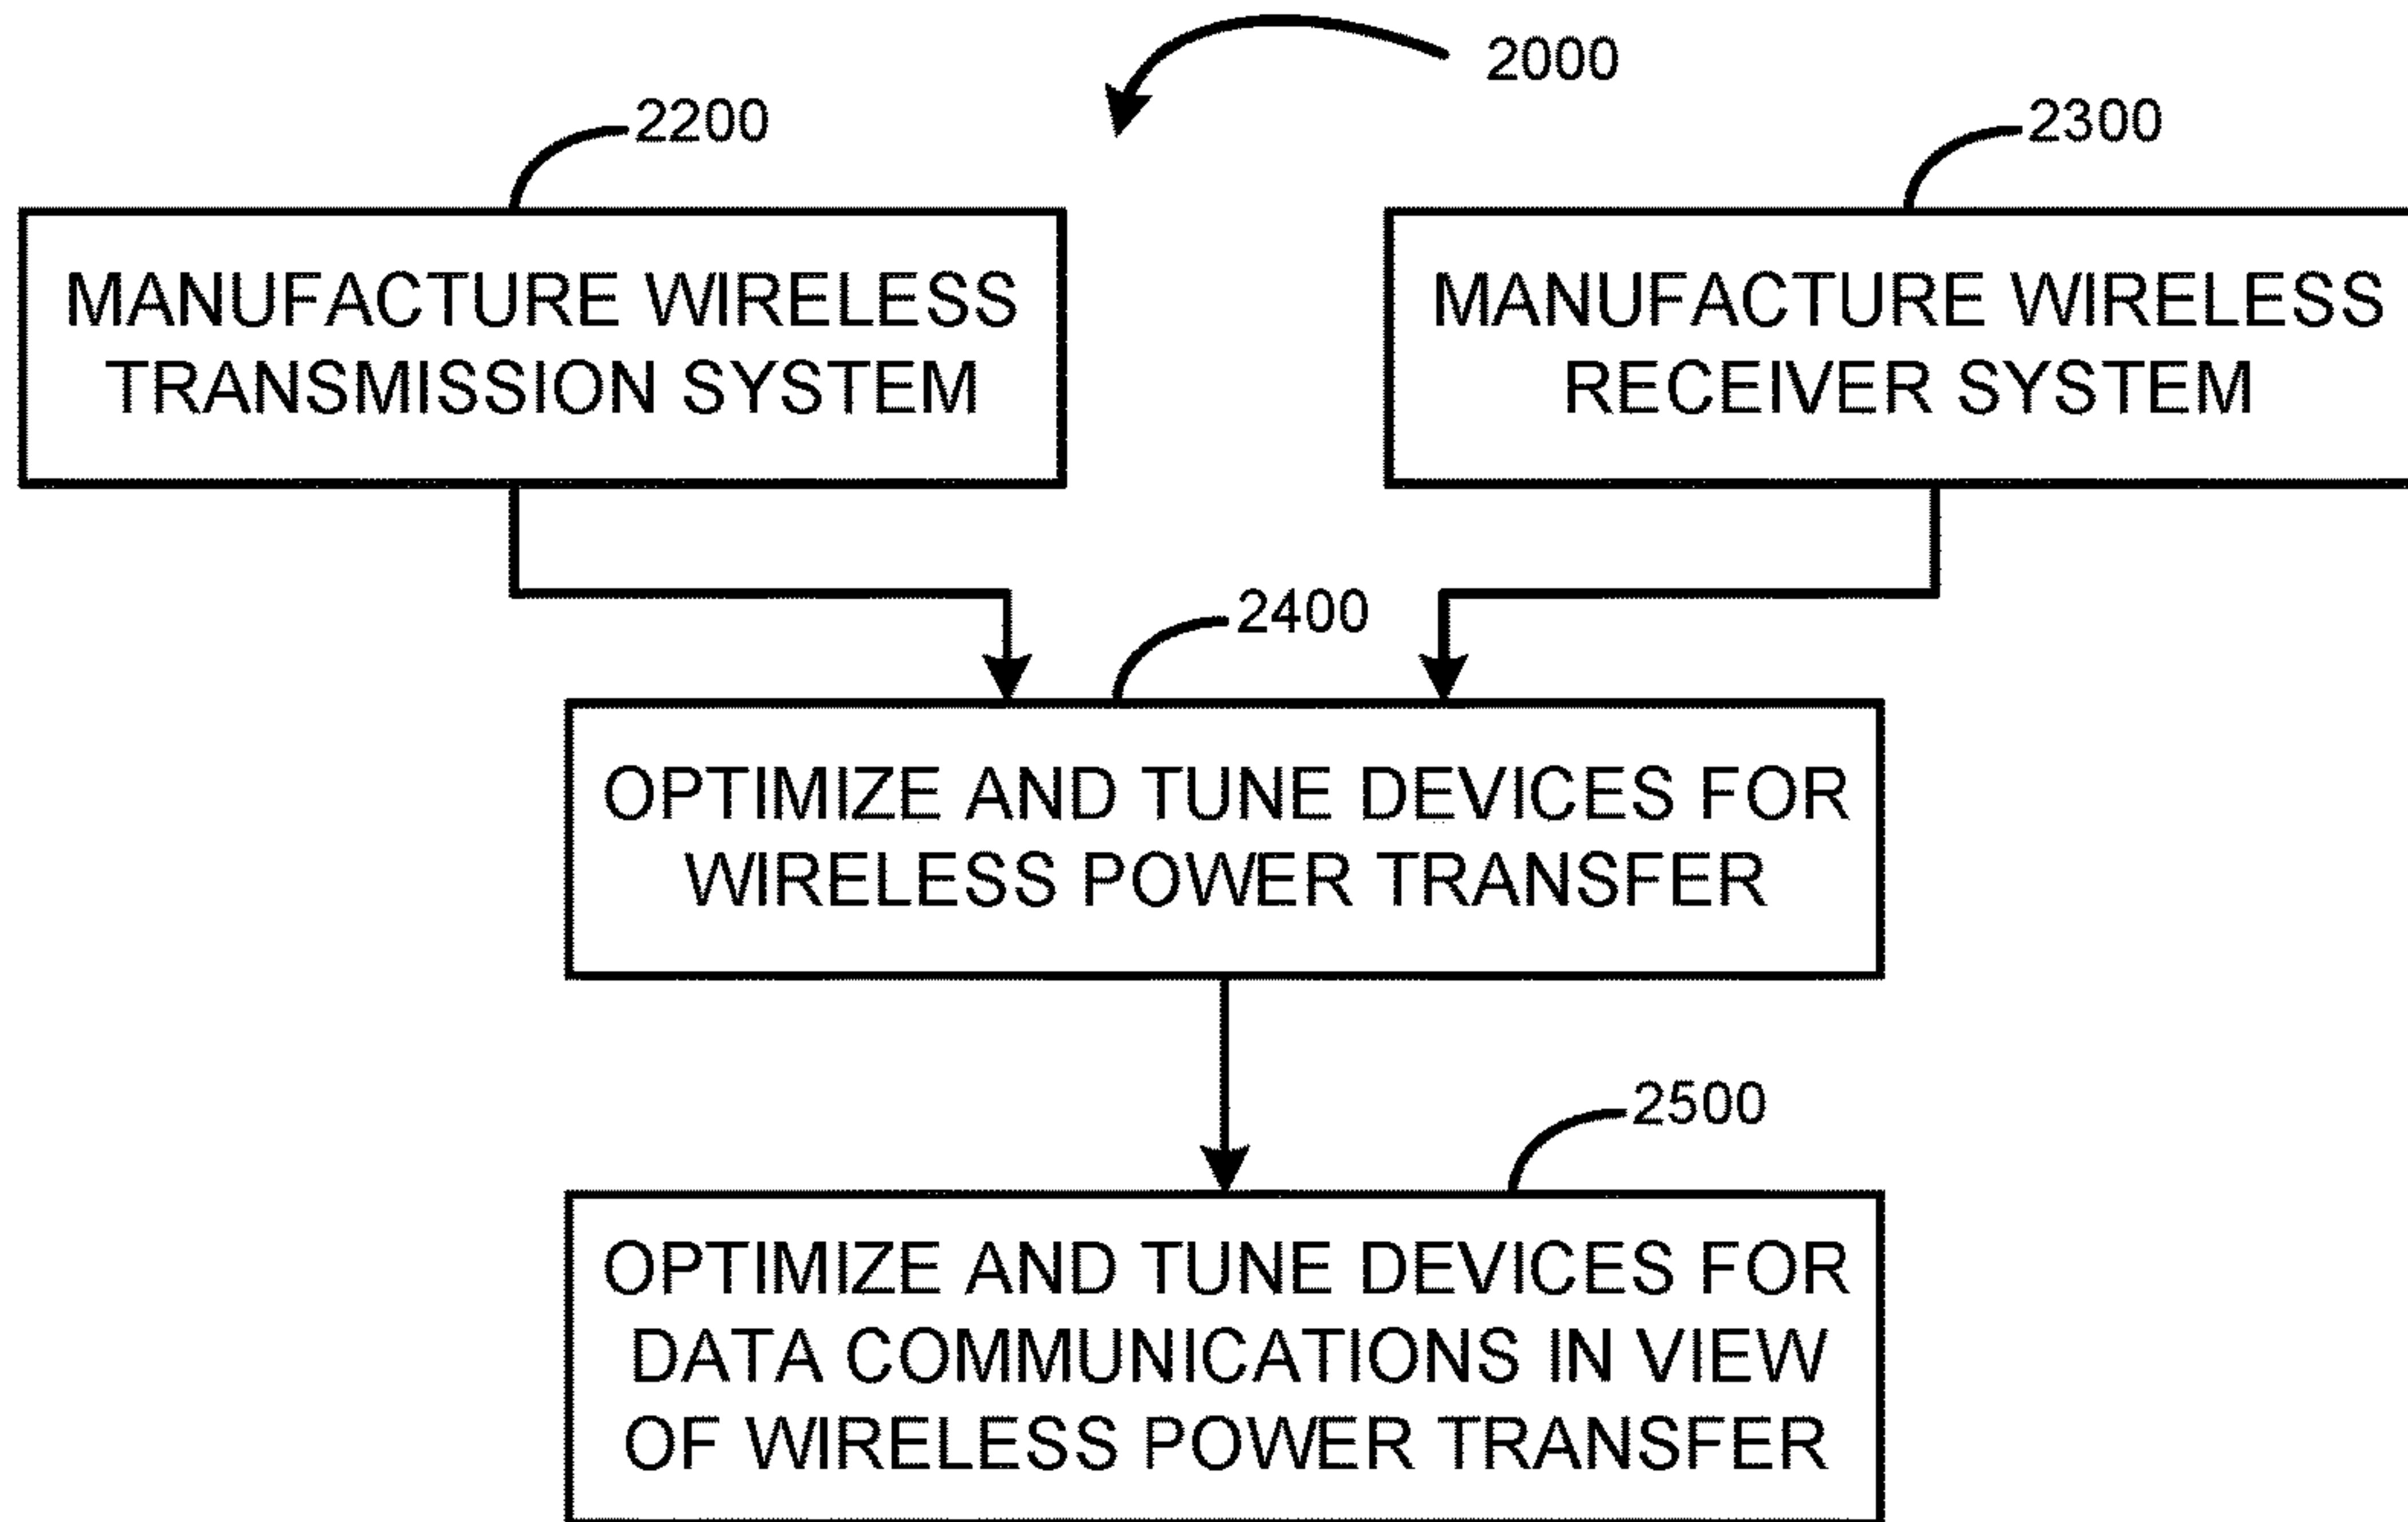 2000
2200
2300
MANUFACTURE WIRELESS
TRANSMISSION SYSTEM
MANUFACTURE WIRELESS
RECEIVER SYSTEM
2400
OPTIMIZE AND TUNE DEVICES FOR
WIRELESS POWER TRANSFER
2500
OPTIMIZE AND TUNE DEVICES FOR
DATA COMMUNICATIONS IN VIEW
OF WIRELESS POWER TRANSFER